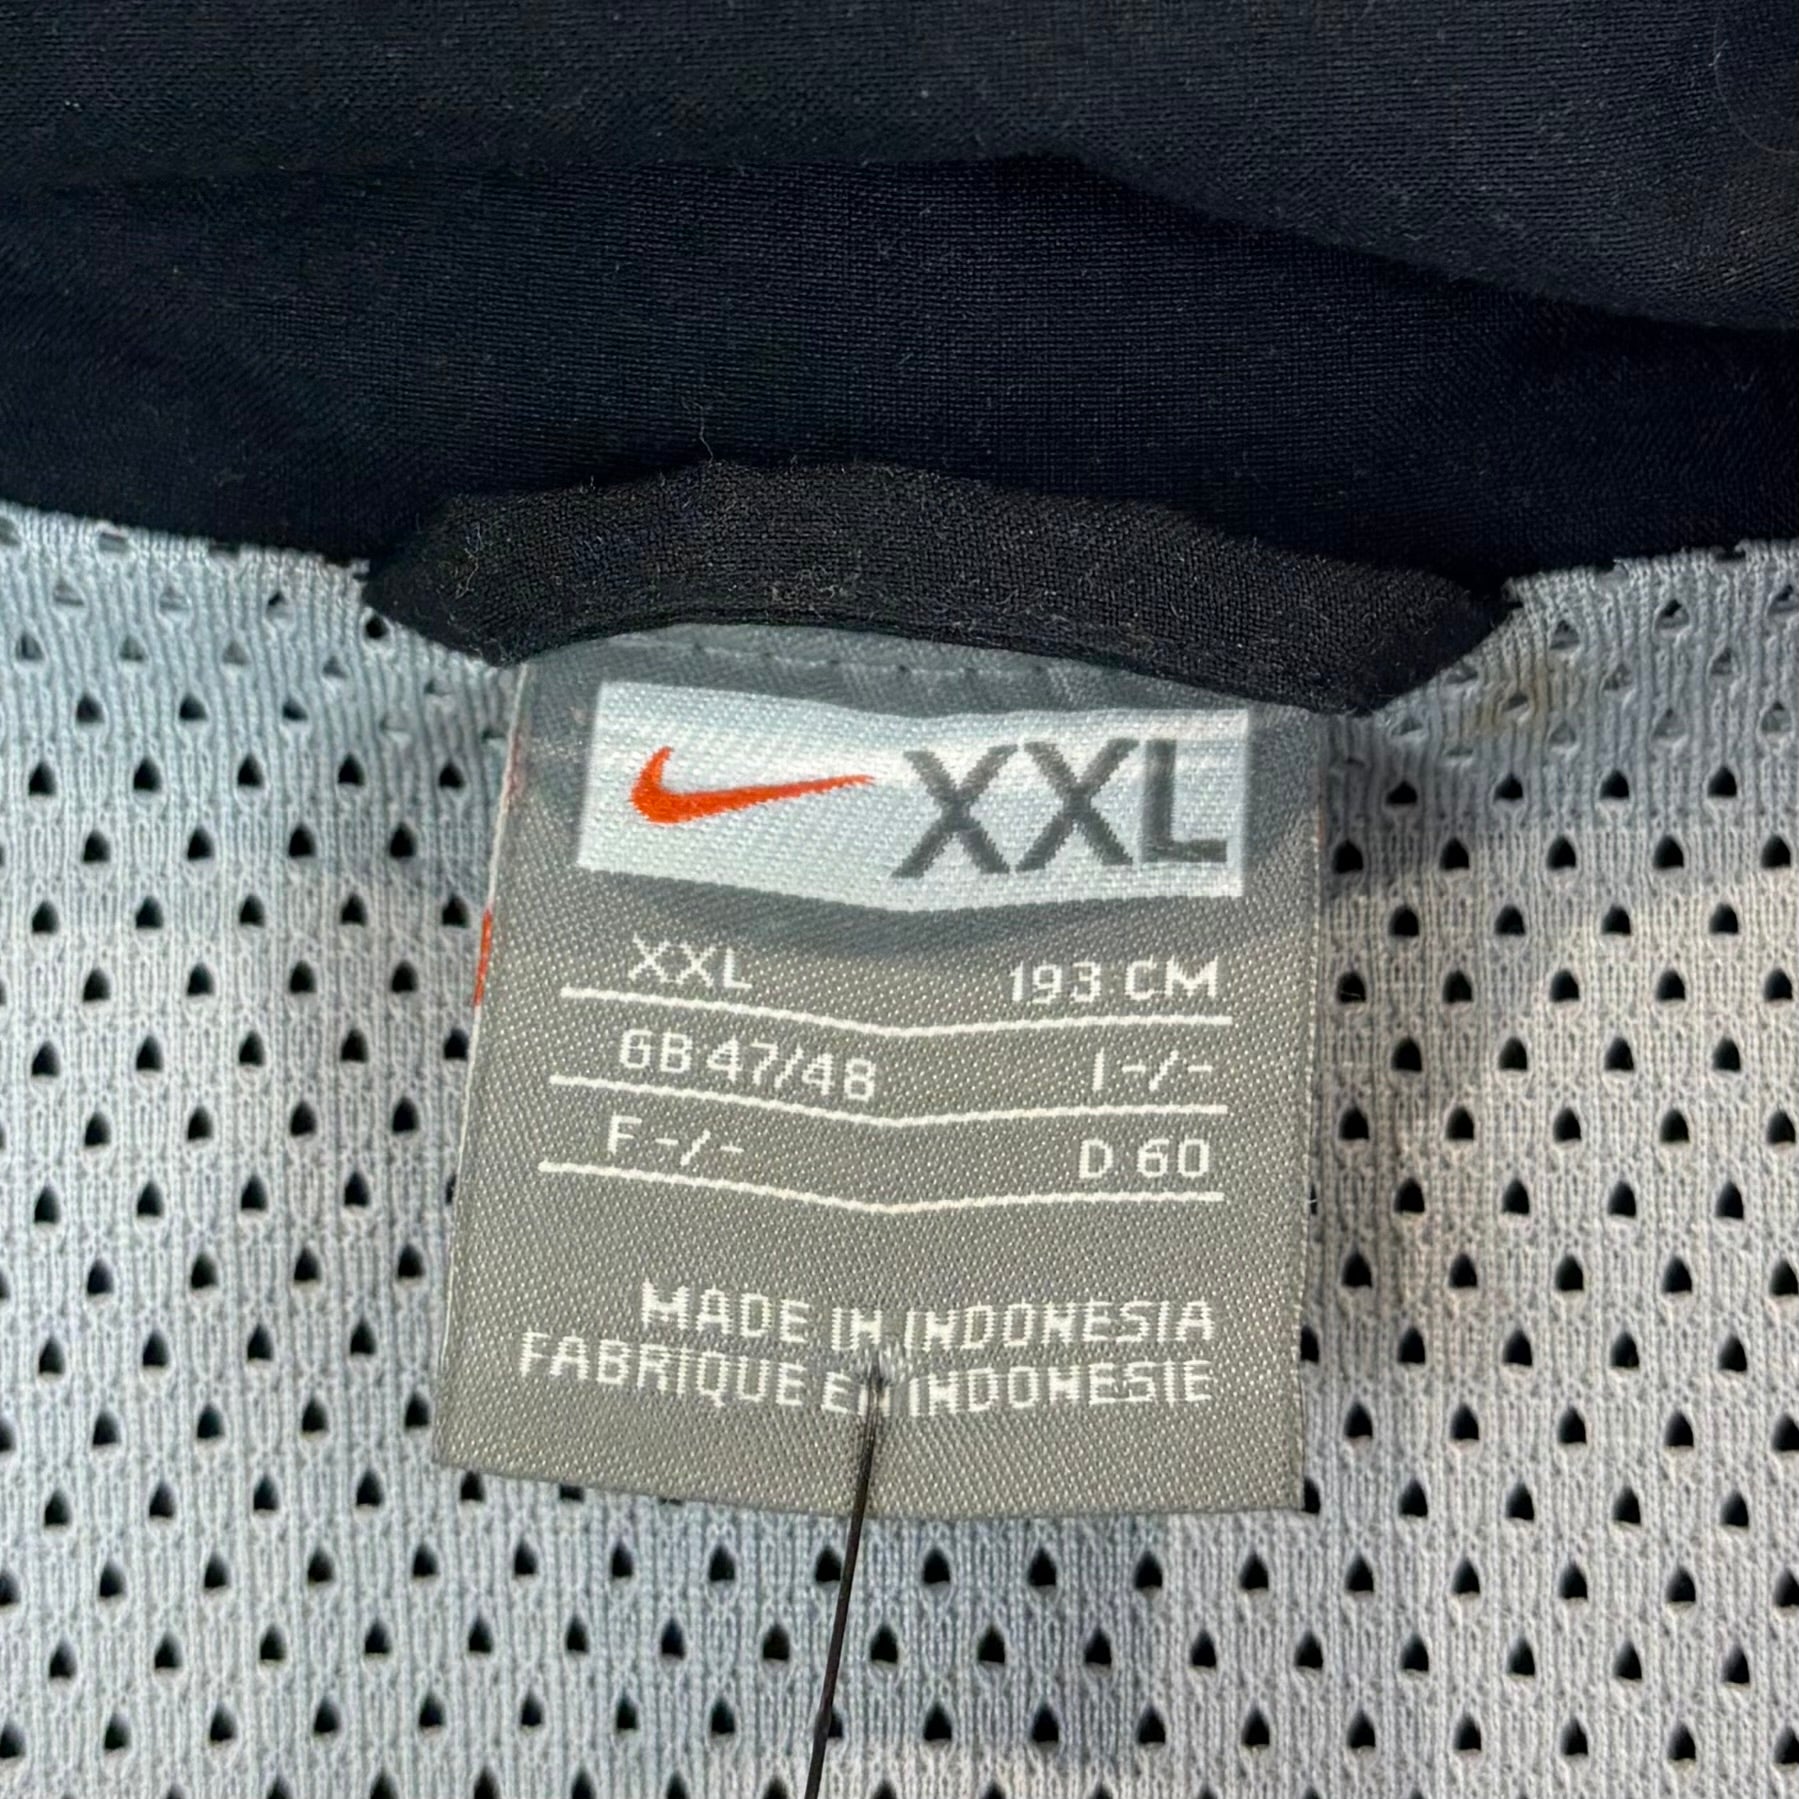 XXL
XXL 193 CM
GB 47/48 I -/-
F -/- D 60
MADE IN INDONESIA
FABRIQUE EN INDONESIE